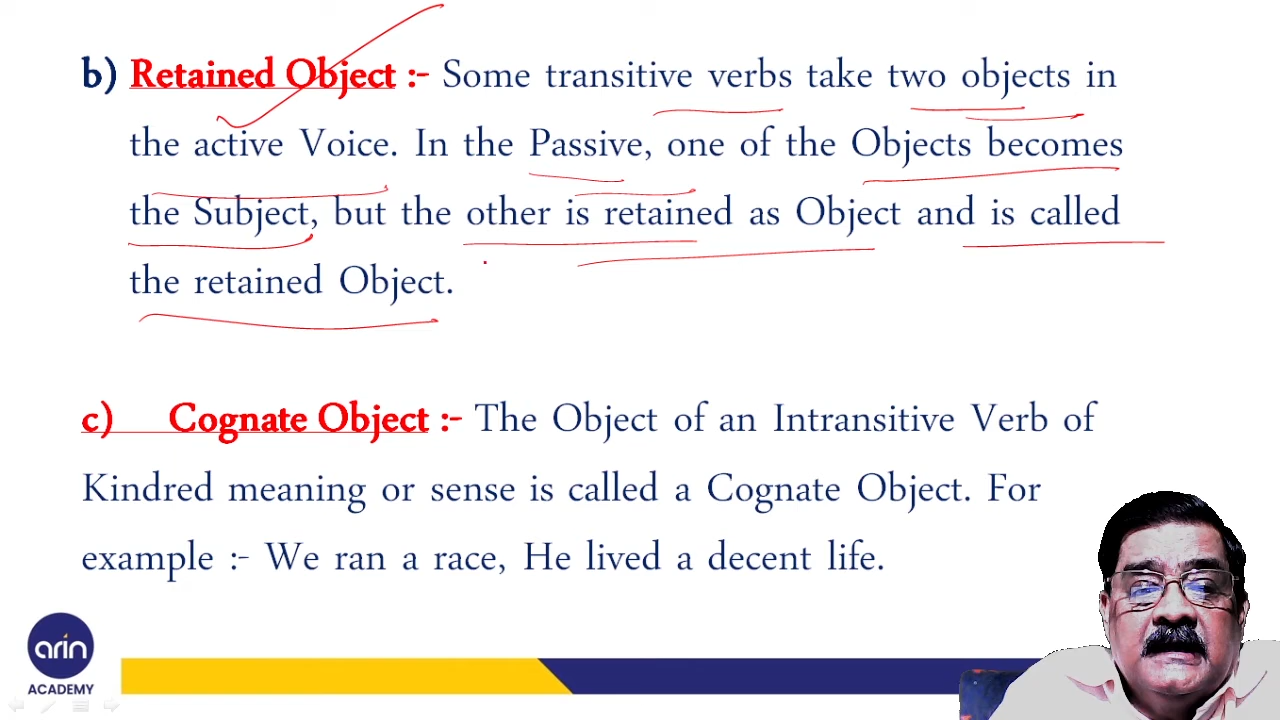 b) Retained Object :- Some transitive verbs take two objects in
the active Voice. In the Passive, one of the Objects becomes
the Subject, but the other is retained as Object and is called
the retained Object.
c) Cognate Object :- The Object of an Intransitive Verb of
Kindred meaning or sense is called a Cognate Object. For
example :- We ran a race, He lived a decent life.
arin
ACADEMY